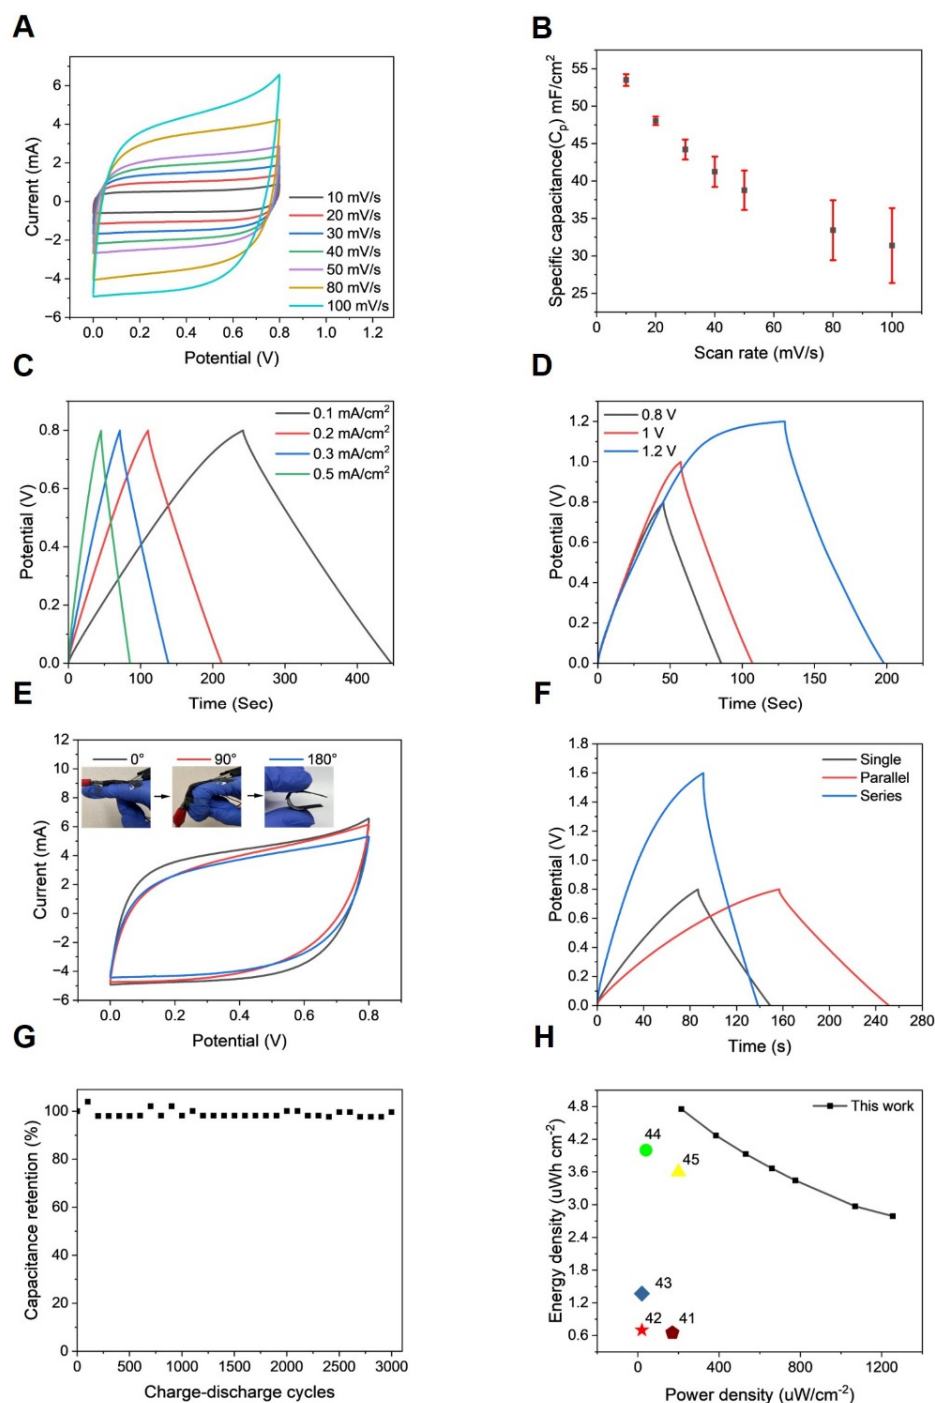 A
Current (mA)
6
4
2
0
−2
−4
−6
0.0 0.2 0.4 0.6 0.8 1.0 1.2
Potential (V)
10 mV/s
20 mV/s
30 mV/s
40 mV/s
50 mV/s
80 mV/s
100 mV/s
B
Specific capacitance(Cp) mF/cm2
55
50
45
40
35
30
25
0 20 40 60 80 100
Scan rate (mV/s)
C
Potential (V)
0.8
0.6
0.4
0.2
0.0
0 100 200 300 400
Time (Sec)
0.1 mA/cm2
0.2 mA/cm2
0.3 mA/cm2
0.5 mA/cm2
D
Potential (V)
1.2
1.0
0.8
0.6
0.4
0.2
0.0
0 50 100 150 200
Time (Sec)
0.8 V
1 V
1.2 V
E
Current (mA)
12
10
8
6
4
2
0
−2
−4
−6
0.0 0.2 0.4 0.6 0.8
Potential (V)
0° 90° 180°
F
Potential (V)
1.8
1.6
1.4
1.2
1.0
0.8
0.6
0.4
0.2
0.0
0 40 80 120 160 200 240 280
Time (s)
Single
Parallel
Series
G
Capacitance retention (%)
100
80
60
40
20
0
0 500 1000 1500 2000 2500 3000
Charge-discharge cycles
H
Energy density (uWh cm-2)
4.8
4.2
3.6
3.0
2.4
1.8
1.2
0.6
0 400 800 1200
Power density (uW/cm-2)
This work
44
45
43
42 41